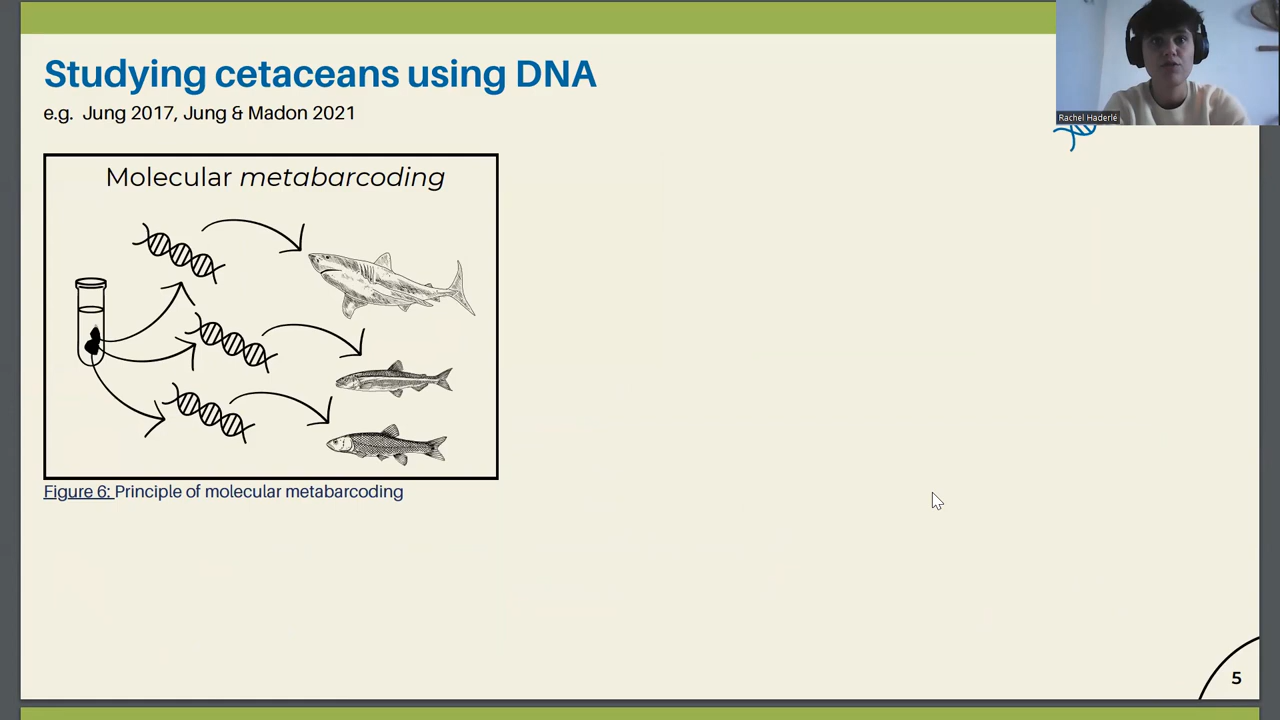 Studying cetaceans using DNA
e.g. Jung 2017, Jung & Madon 2021
Rachel Haderlé
Molecular metabarcoding
Figure 6: Principle of molecular metabarcoding
5